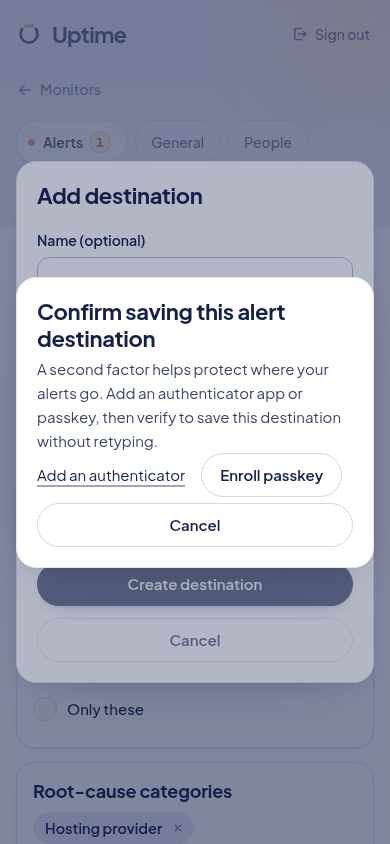 Uptime
Sign out
← Monitors
Alerts 1 General People
Add destination
Name (optional)
Confirm saving this alert
destination
A second factor helps protect where your
alerts go. Add an authenticator app or
passkey, then verify to save this destination
without retyping.
Add an authenticator Enroll passkey
Cancel
Create destination
Cancel
Only these
Root-cause categories
Hosting provider ×